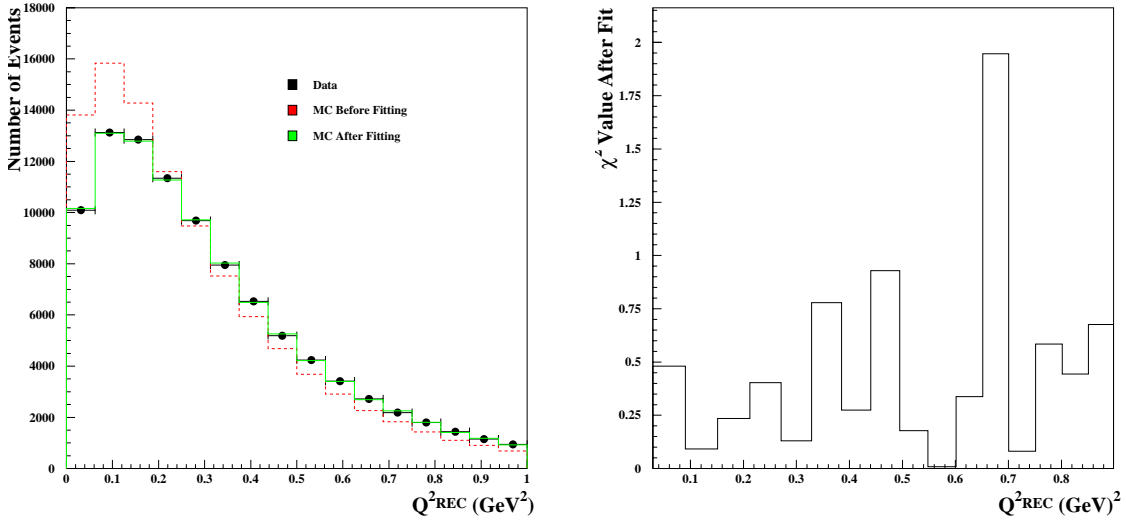 Number of Events
18000
16000
14000
12000
10000
8000
6000
4000
2000
0
Data
MC Before Fitting
MC After Fitting
0 0.1 0.2 0.3 0.4 0.5 0.6 0.7 0.8 0.9 1
Q²ᴿᴱᶜ (GeV²)
χ² Value After Fit
2
1.75
1.5
1.25
1
0.75
0.5
0.25
0
0.1 0.2 0.3 0.4 0.5 0.6 0.7 0.8
Q²ᴿᴱᶜ (GeV)²